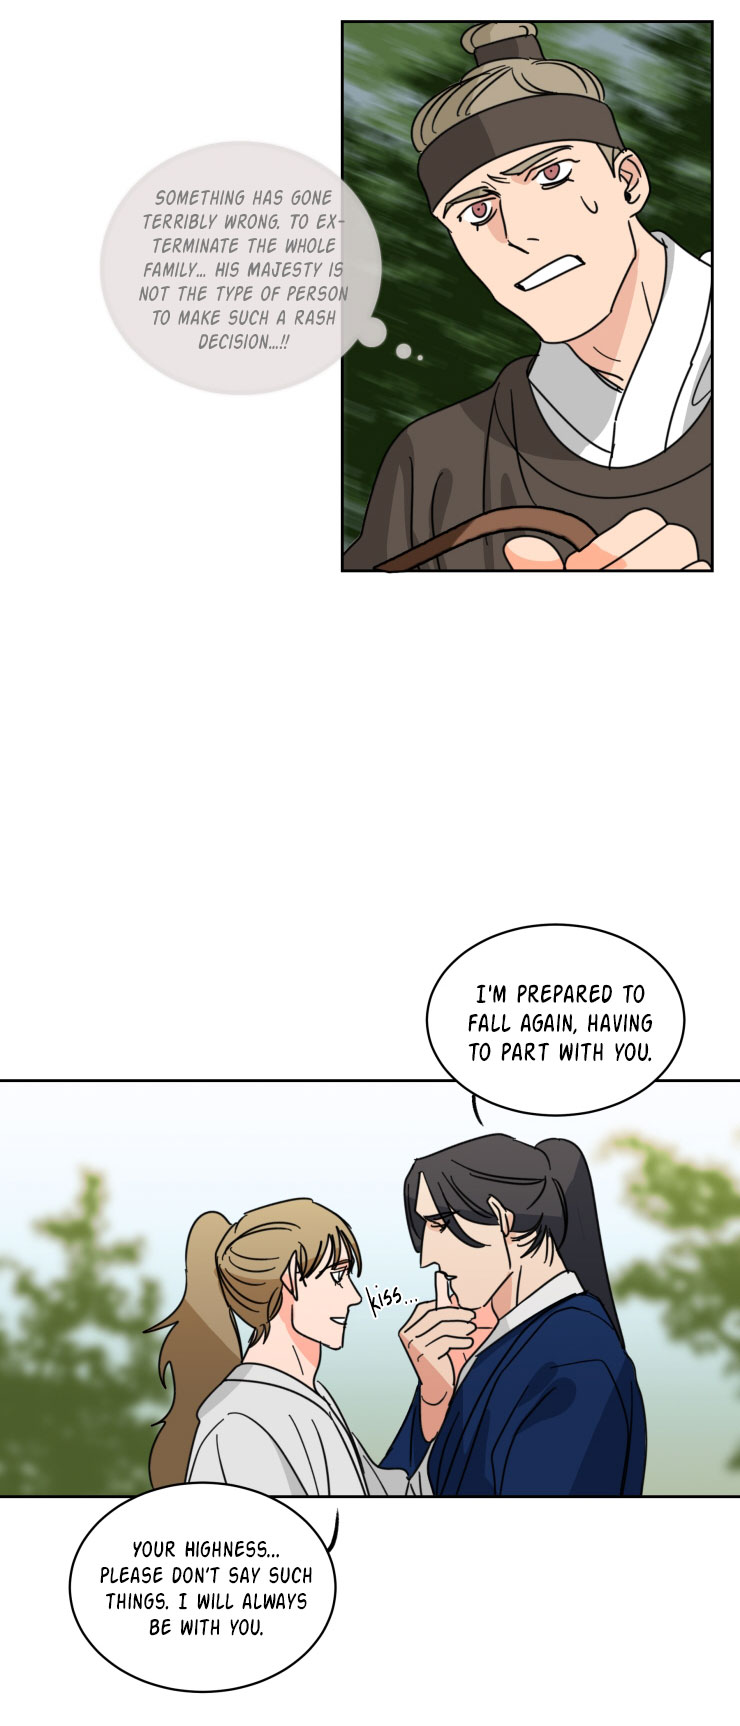 SOMETHING HAS GONE
TERRIBLY WRONG. TO EX-
TERMINATE THE WHOLE
FAMILY... HIS MAJESTY IS
NOT THE TYPE OF PERSON
TO MAKE SUCH A RASH
DECISION...!!
I'M PREPARED TO
FALL AGAIN, HAVING
TO PART WITH YOU.
kiss...
YOUR HIGHNESS...
PLEASE DON'T SAY SUCH
THINGS. I WILL ALWAYS
BE WITH YOU.